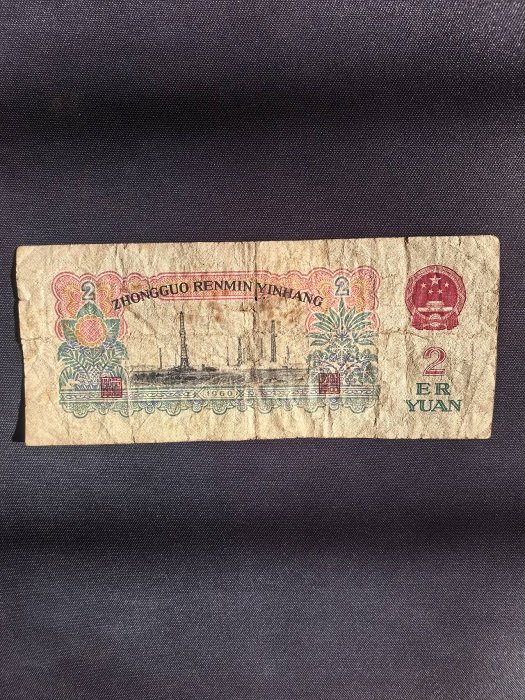 2
2
ZHONGGUO RENMIN YINHANG
1960
2
ER
YUAN